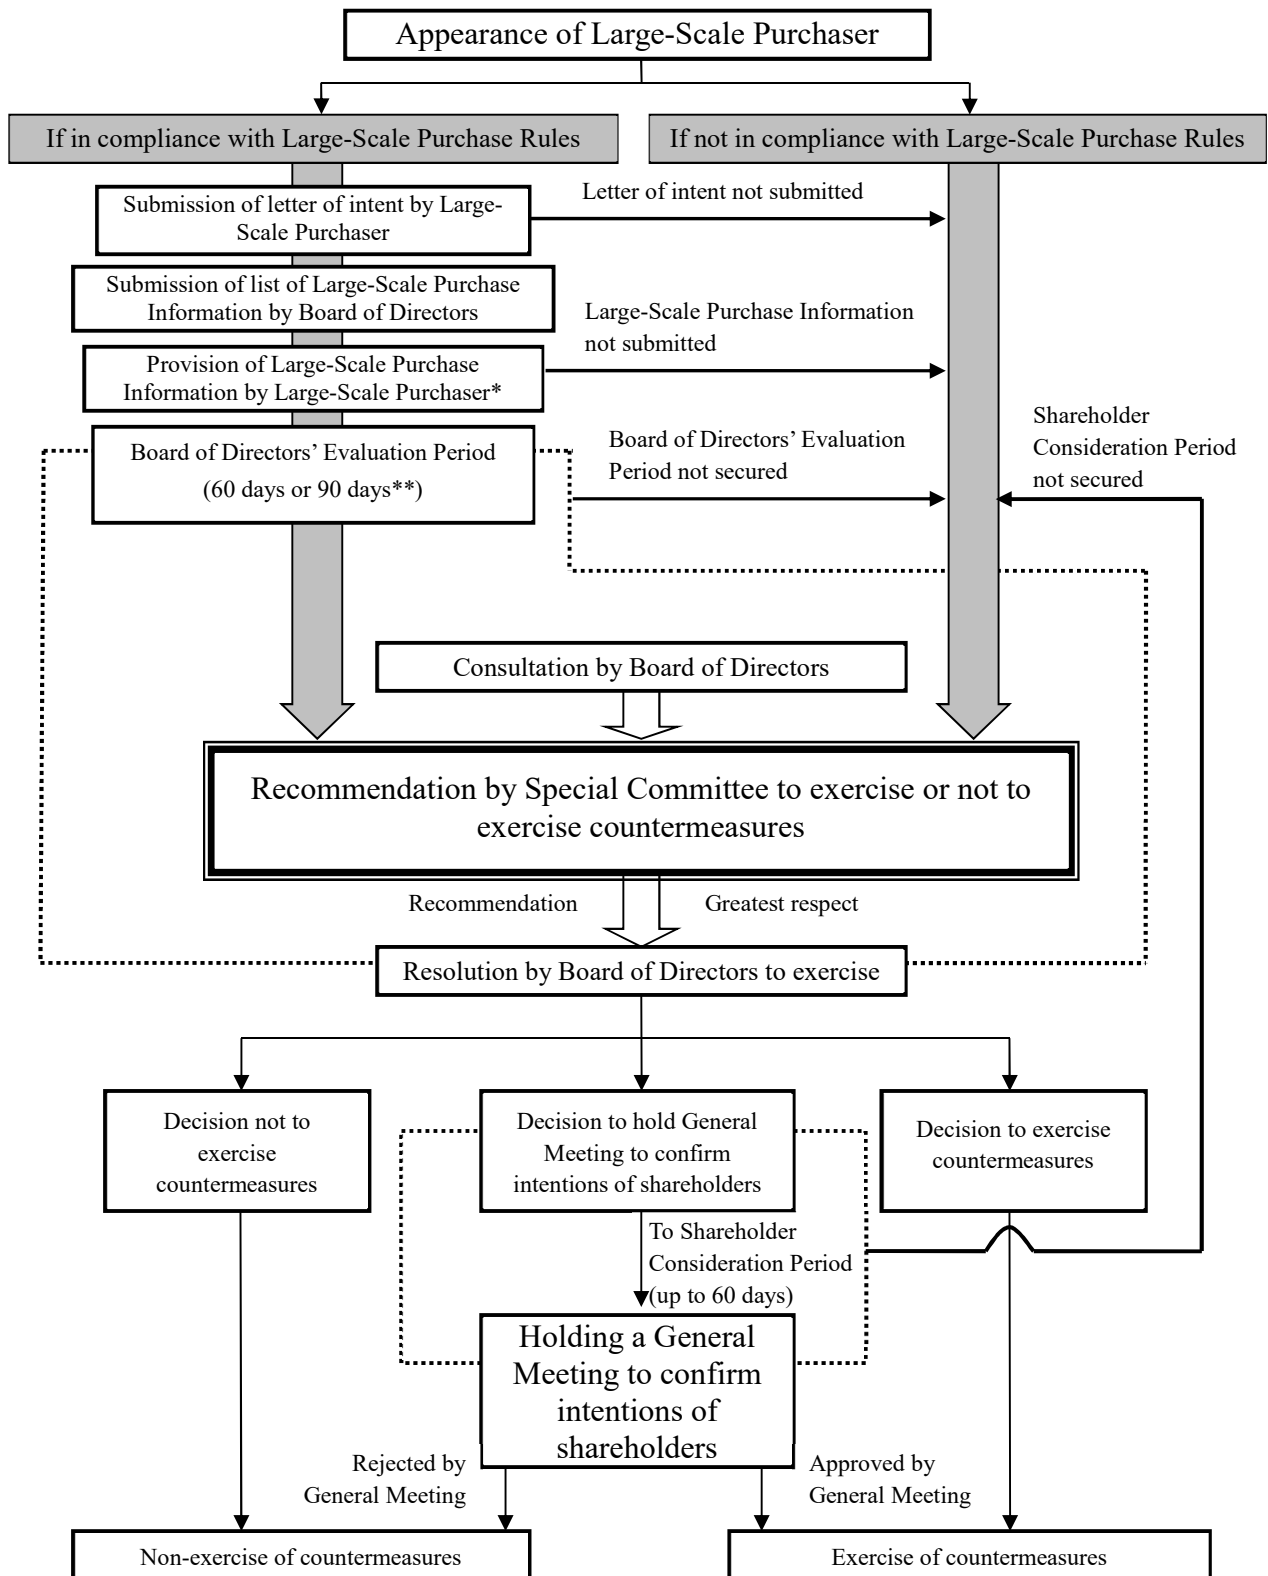 Appearance of Large-Scale Purchaser
If in compliance with Large-Scale Purchase Rules
If not in compliance with Large-Scale Purchase Rules
Submission of letter of intent by Large-
Scale Purchaser
Letter of intent not submitted
Submission of list of Large-Scale Purchase
Information by Board of Directors
Large-Scale Purchase Information
not submitted
Provision of Large-Scale Purchase
Information by Large-Scale Purchaser*
Board of Directors’ Evaluation Period
(60 days or 90 days**)
Board of Directors’ Evaluation
Period not secured
Shareholder
Consideration Period
not secured
Consultation by Board of Directors
Recommendation by Special Committee to exercise or not to
exercise countermeasures
Recommendation
Greatest respect
Resolution by Board of Directors to exercise
Decision not to
exercise
countermeasures
Decision to hold General
Meeting to confirm
intentions of shareholders
Decision to exercise
countermeasures
To Shareholder
Consideration Period
(up to 60 days)
Holding a General
Meeting to confirm
intentions of
shareholders
Rejected by
General Meeting
Approved by
General Meeting
Non-exercise of countermeasures
Exercise of countermeasures